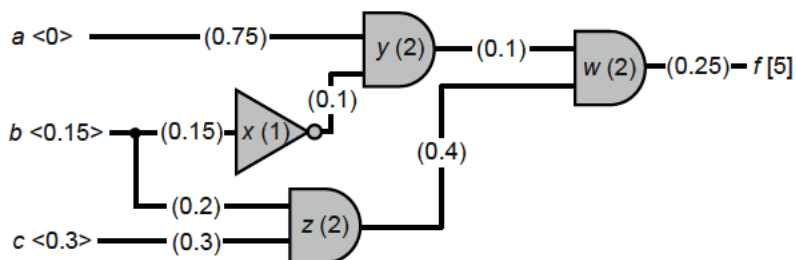 a <0> (0.75) y (2) (0.1) w (2) (0.25) f [5]
(0.1)
b <0.15> (0.15) x (1)
(0.4)
(0.2)
z (2)
c <0.3> (0.3)